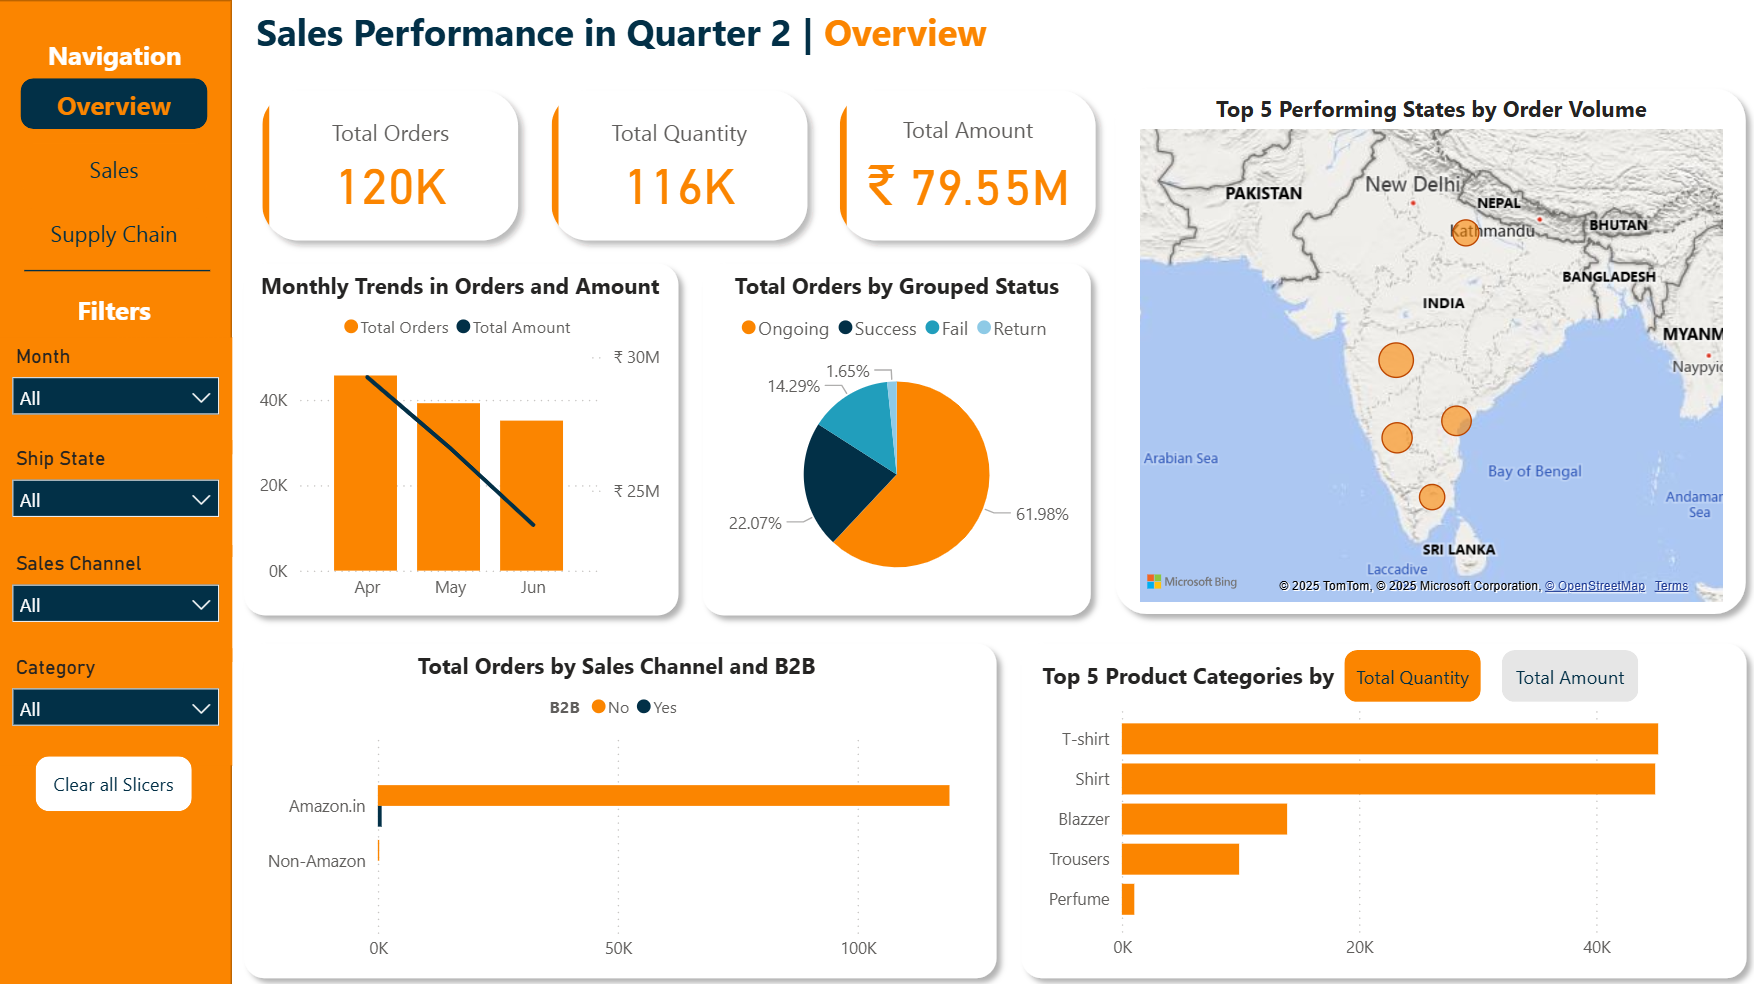 Navigation
Overview
Sales
Supply Chain
Filters
Month
All
Ship State
All
Sales Channel
All
Category
All
Clear all Slicers
Sales Performance in Quarter 2 | Overview
Total Orders
120K
Total Quantity
116K
Total Amount
₹ 79.55M
Monthly Trends in Orders and Amount
Total Orders Total Amount
₹ 30M
40K
20K
₹ 25M
0K
Apr May Jun
Total Orders by Grouped Status
Ongoing Success Fail Return
1.65%
14.29%
22.07%
61.98%
Top 5 Performing States by Order Volume
New Delhi
PAKISTAN
NEPAL
Kathmandu
BHUTAN
BANGLADESH
INDIA
MYANM
Naypyic
Arabian Sea
Bay of Bengal
Andaman
Sea
SRI LANKA
Laccadive
Microsoft Bing
© 2025 TomTom, © 2025 Microsoft Corporation, © OpenStreetMap Terms
Total Orders by Sales Channel and B2B
B2B No Yes
Amazon.in
Non-Amazon
0K 50K 100K
Top 5 Product Categories by Total Quantity Total Amount
T-shirt
Shirt
Blazzer
Trousers
Perfume
0K 20K 40K